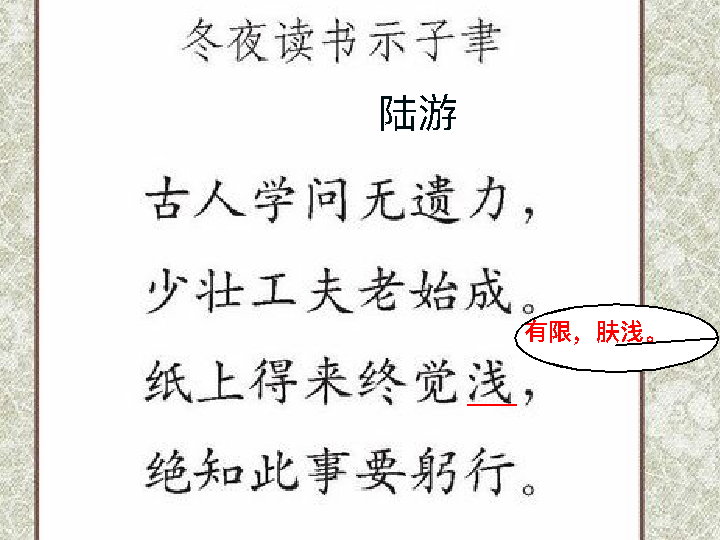 冬夜读书示子聿
陆游
古人学问无遗力，
少壮工夫老始成。
有限，肤浅。
纸上得来终觉浅，
绝知此事要躬行。